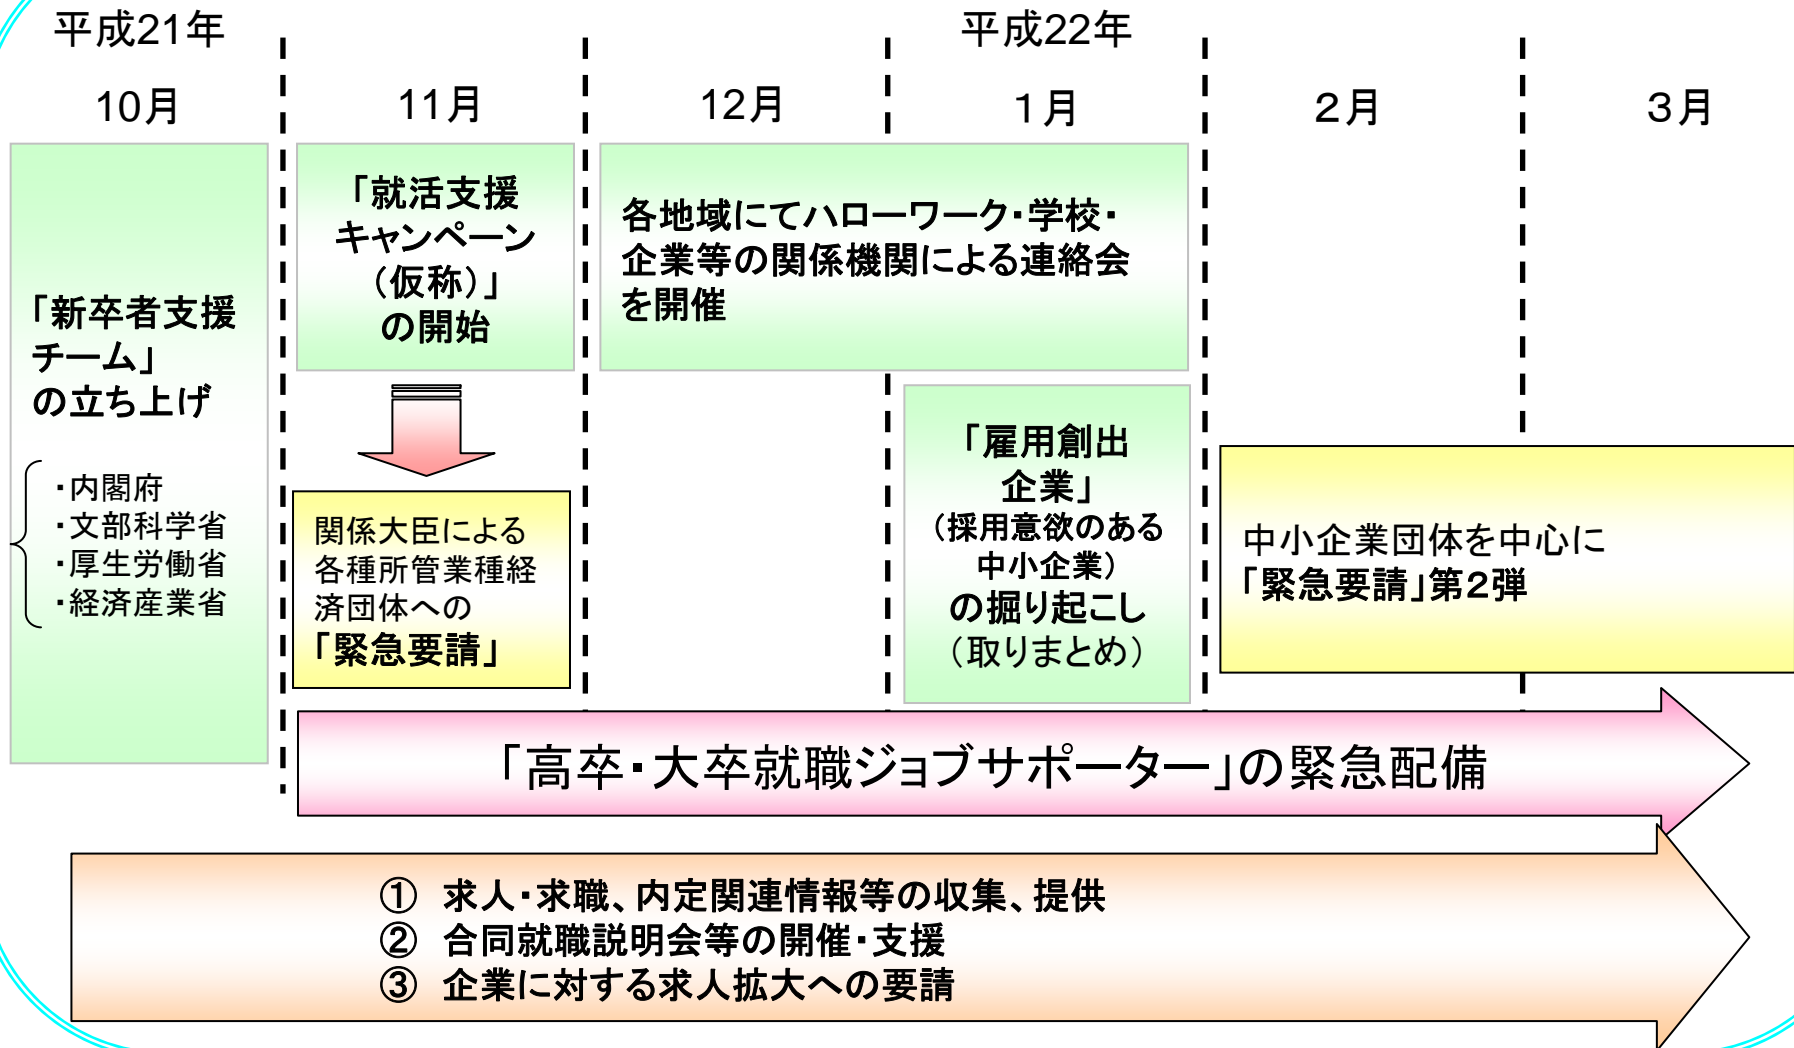 平成21年
平成22年
10月
11月
12月
1月
2月
3月
「新卒者支援
チーム」
の立ち上げ
・内閣府
・文部科学省
・厚生労働省
・経済産業省
「就活支援
キャンペーン
（仮称）」
の開始
関係大臣による
各種所管業種経
済団体への
「緊急要請」
各地域にてハローワーク・学校・
企業等の関係機関による連絡会
を開催
「雇用創出
企業」
（採用意欲のある
中小企業）
の掘り起こし
（取りまとめ）
中小企業団体を中心に
「緊急要請」第2弾
「高卒・大卒就職ジョブサポーター」の緊急配備
① 求人・求職、内定関連情報等の収集、提供
② 合同就職説明会等の開催・支援
③ 企業に対する求人拡大への要請